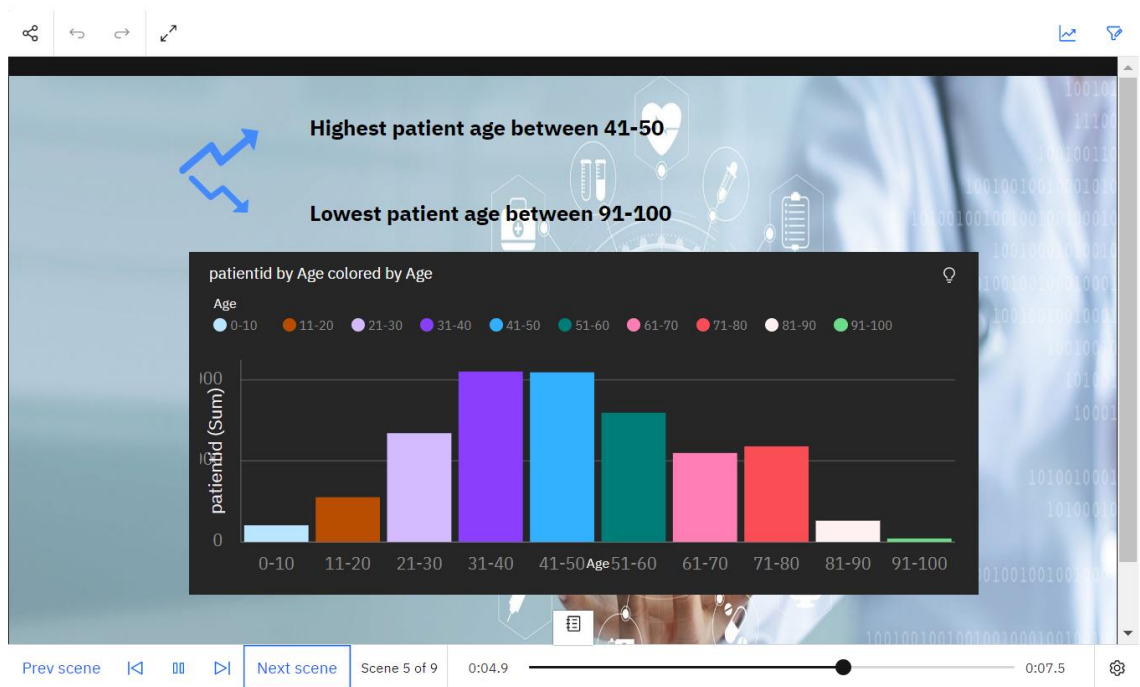 Highest patient age between 41-50
Lowest patient age between 91-100
patientid by Age colored by Age
Age
0-10 11-20 21-30 31-40 41-50 51-60 61-70 71-80 81-90 91-100
patientid (Sum)
0
0-10 11-20 21-30 31-40 41-50 51-60 61-70 71-80 81-90 91-100
Age
Prev scene Next scene Scene 5 of 9 0:04.9 0:07.5